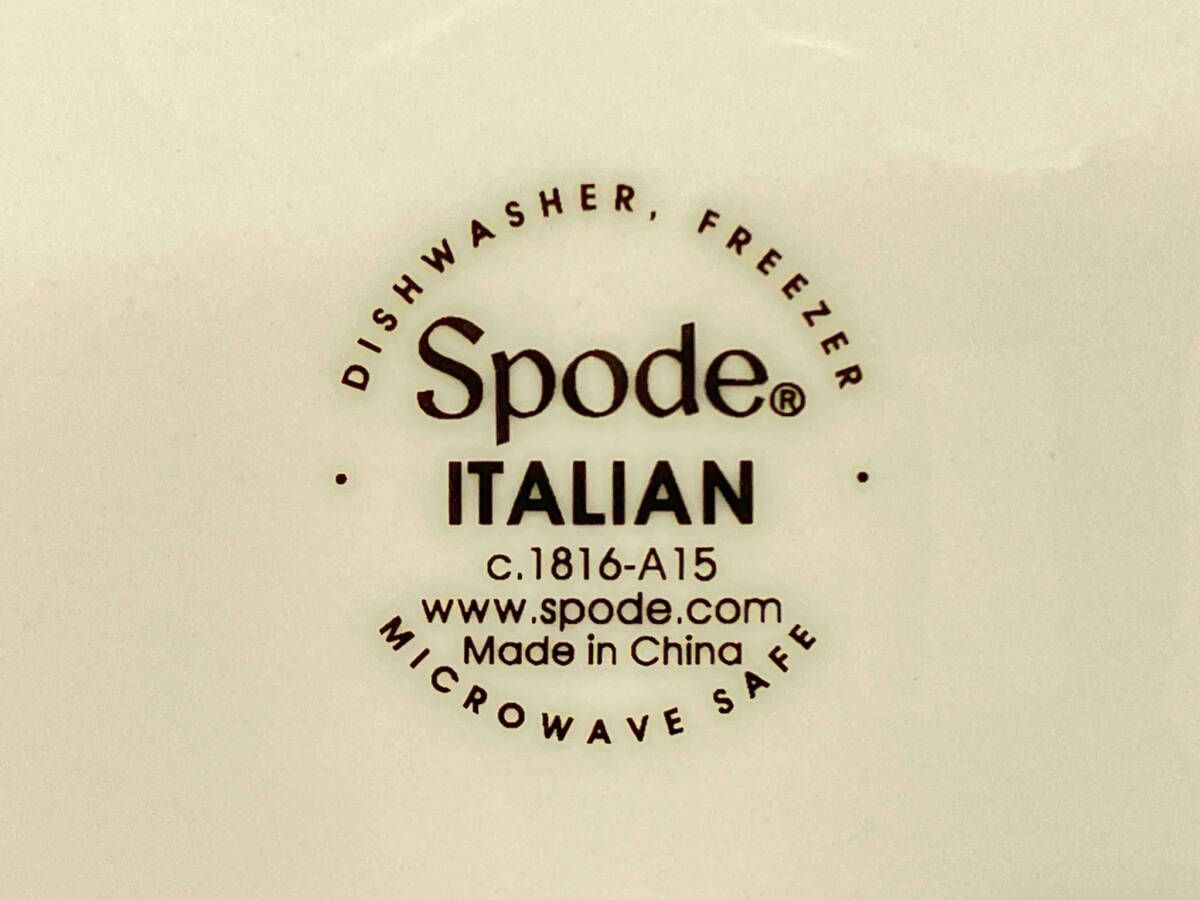 DISHWASHER, FREEZER
Spode®
· ITALIAN ·
c.1816-A15
www.spode.com
Made in China
MICROWAVE SAFE